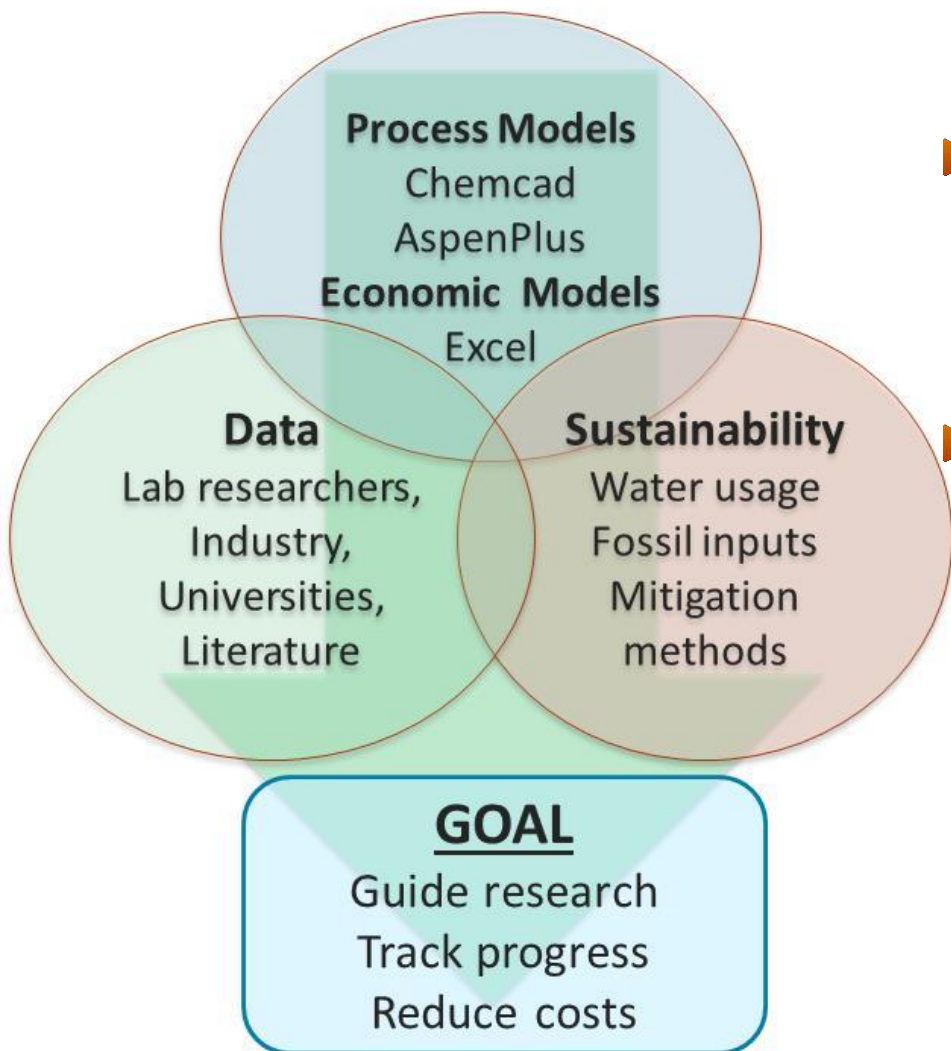 Process Models
Chemcad
AspenPlus
Economic Models
Excel
Data
Lab researchers,
Industry,
Universities,
Literature
Sustainability
Water usage
Fossil inputs
Mitigation
methods
GOAL
Guide research
Track progress
Reduce costs